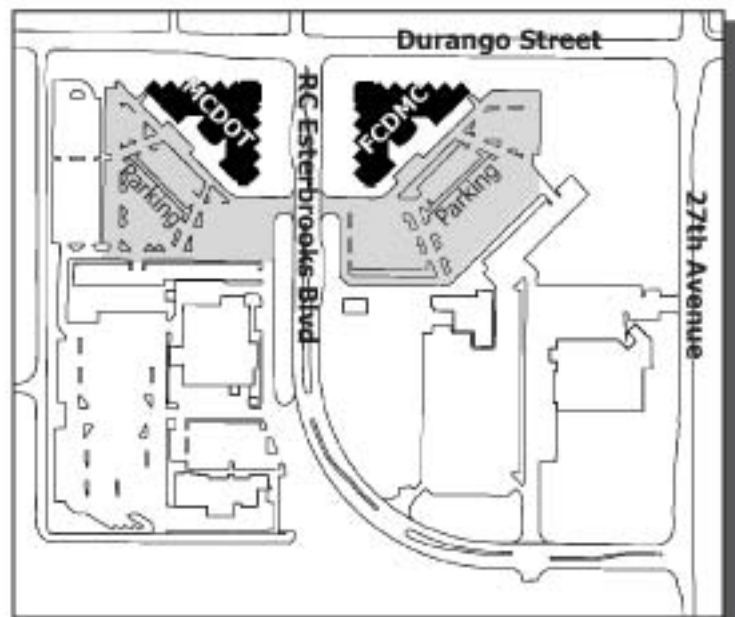 Durango Street
MCDOT
RC Esterbrooks Blvd
FCDMC
Parking
Parking
27th Avenue